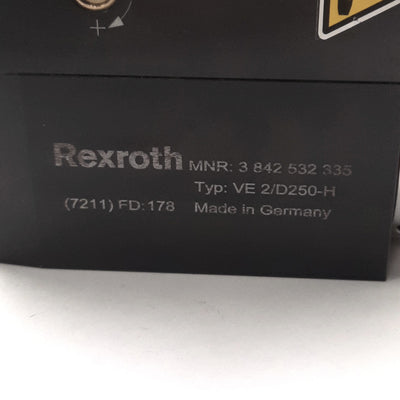 Rexroth MNR: 3 842 532 335
Typ: VE 2/D250-H
(7211) FD:178 Made in Germany